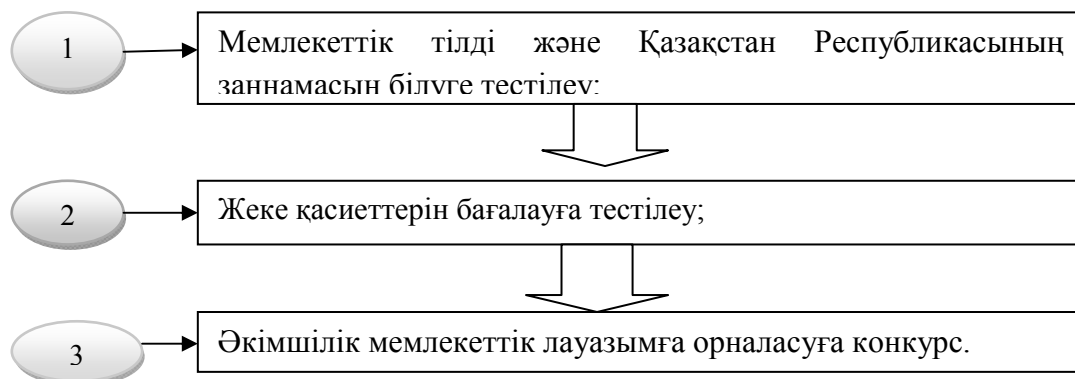 1
Мемлекеттік тілді және Қазақстан Республикасының
заңнамасын білуге тестілеу;
2
Жеке қасиеттерін бағалауға тестілеу;
3
Әкімшілік мемлекеттік лауазымға орналасуға конкурс.